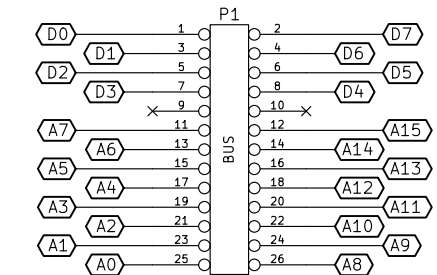 P1
D0 1 2 D7
D1 3 4 D6
D2 5 6 D5
D3 7 8 D4
9 10
A7 11 12 A15
A6 13 14 A14
A5 15 16 A13
A4 17 18 A12
A3 19 20 A11
A2 21 22 A10
A1 23 24 A9
A0 25 26 A8
BUS